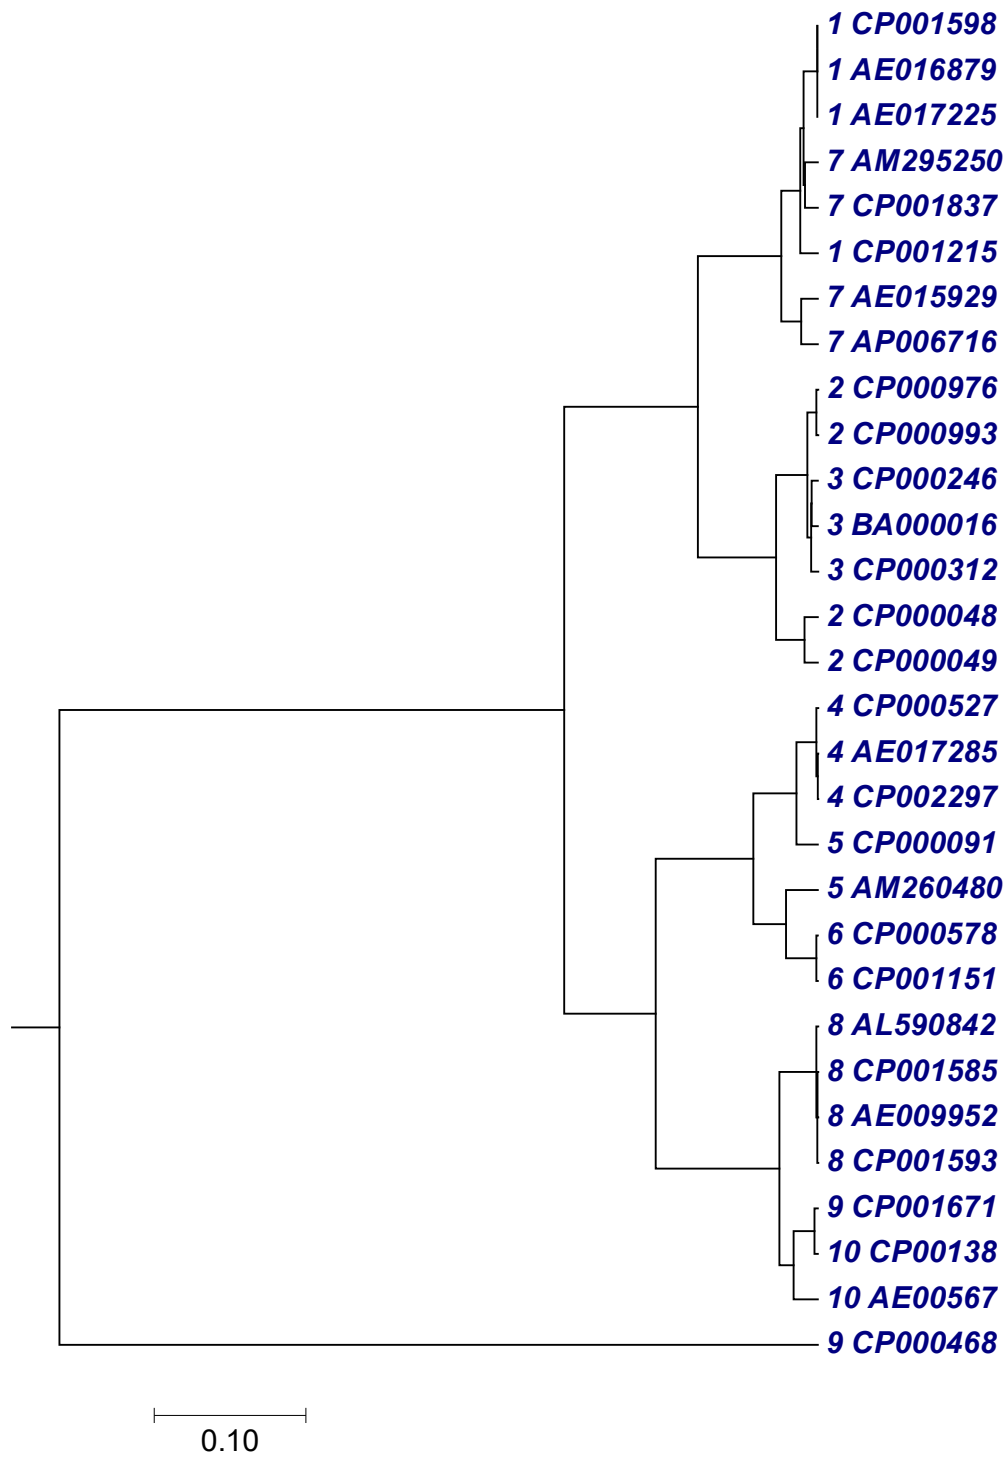 1 CP001598
1 AE016879
1 AE017225
7 AM295250
7 CP001837
1 CP001215
7 AE015929
7 AP006716
2 CP000976
2 CP000993
3 CP000246
3 BA000016
3 CP000312
2 CP000048
2 CP000049
4 CP000527
4 AE017285
4 CP002297
5 CP000091
5 AM260480
6 CP000578
6 CP001151
8 AL590842
8 CP001585
8 AE009952
8 CP001593
9 CP001671
10 CP00138
10 AE00567
9 CP000468
0.10